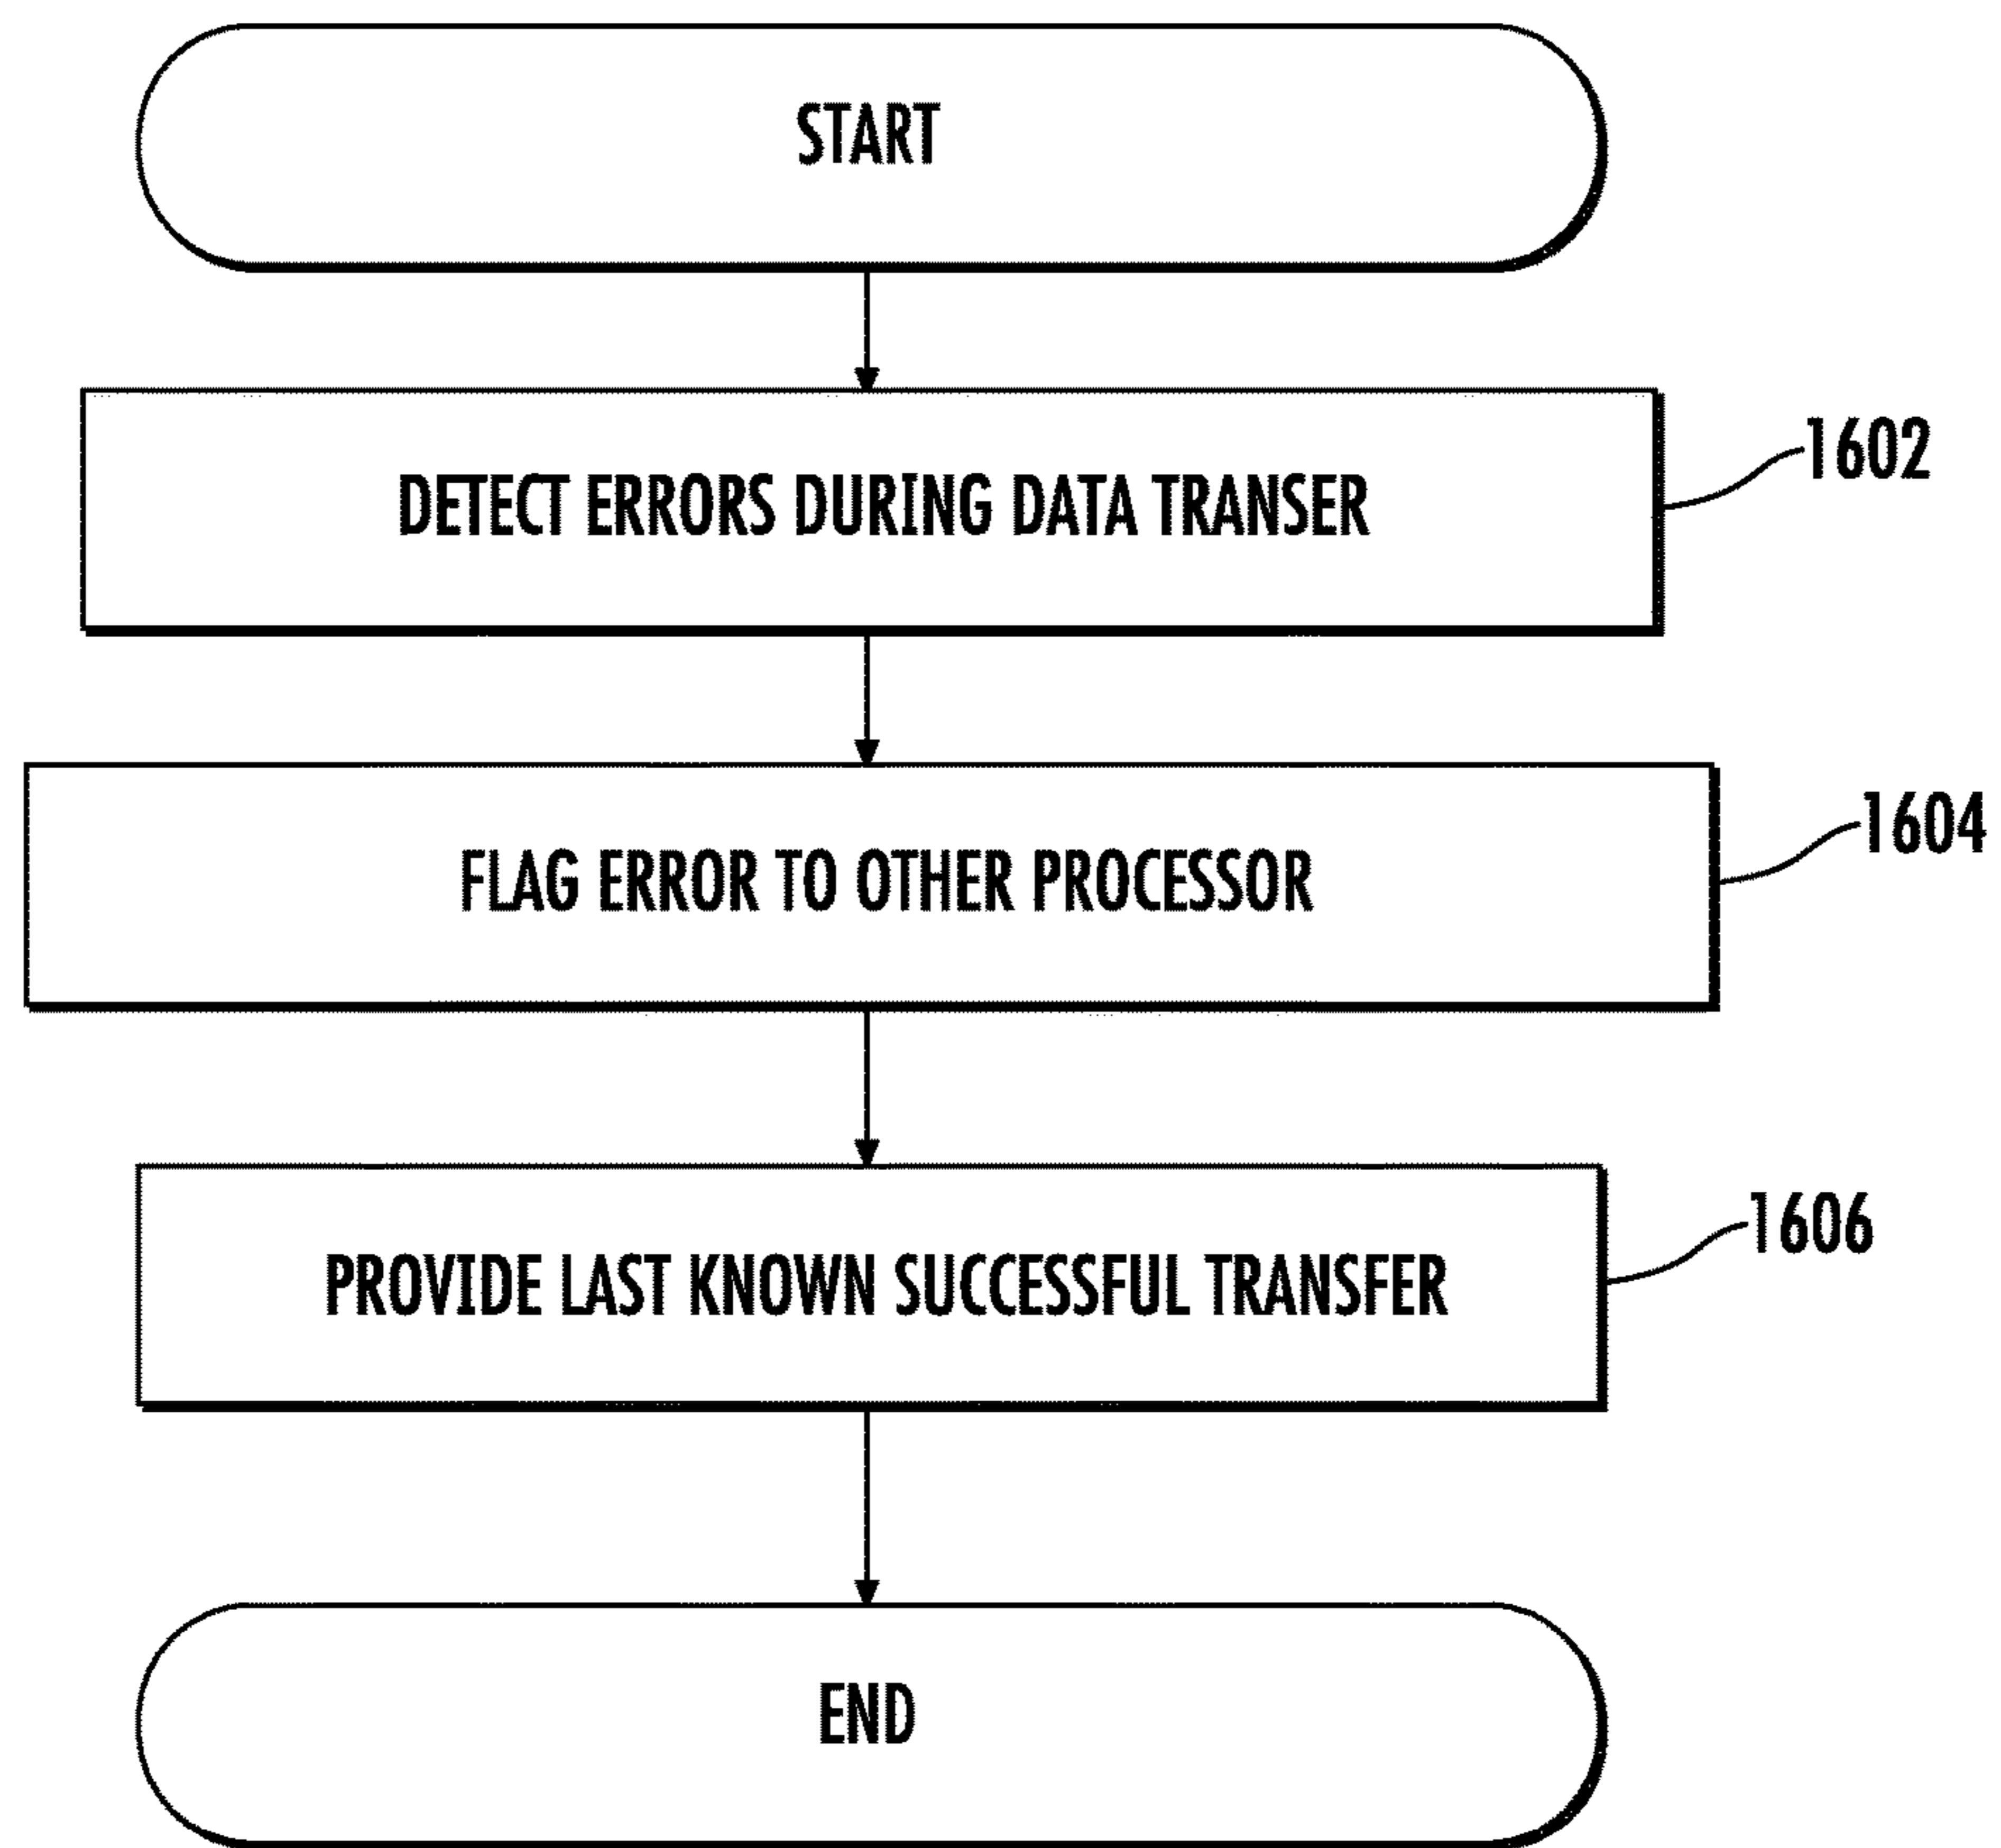 START
DETECT ERRORS DURING DATA TRANSER
1602
FLAG ERROR TO OTHER PROCESSOR
1604
PROVIDE LAST KNOWN SUCCESSFUL TRANSFER
1606
END